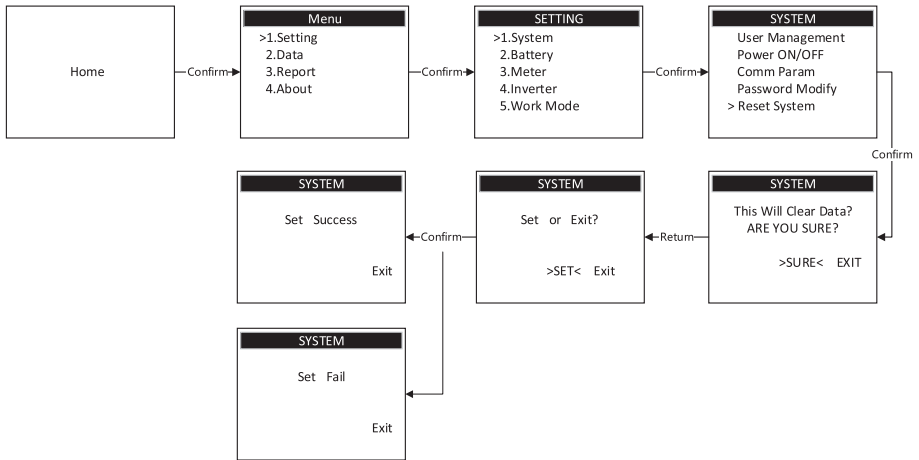 Home
Confirm
Menu
>1.Setting
2.Data
3.Report
4.About
Confirm
SETTING
>1.System
2.Battery
3.Meter
4.Inverter
5.Work Mode
Confirm
SYSTEM
User Management
Power ON/OFF
Comm Param
Password Modify
> Reset System
Confirm
SYSTEM
This Will Clear Data?
ARE YOU SURE?
>SURE< EXIT
Return
SYSTEM
Set or Exit?
>SET< Exit
Confirm
SYSTEM
Set Success
Exit
SYSTEM
Set Fail
Exit